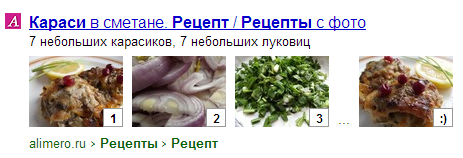 A Караси в сметане. Рецепт / Рецепты с фото
7 небольших карасиков, 7 небольших луковиц
1 2 3 ... :)
alimero.ru › Рецепты › Рецепт